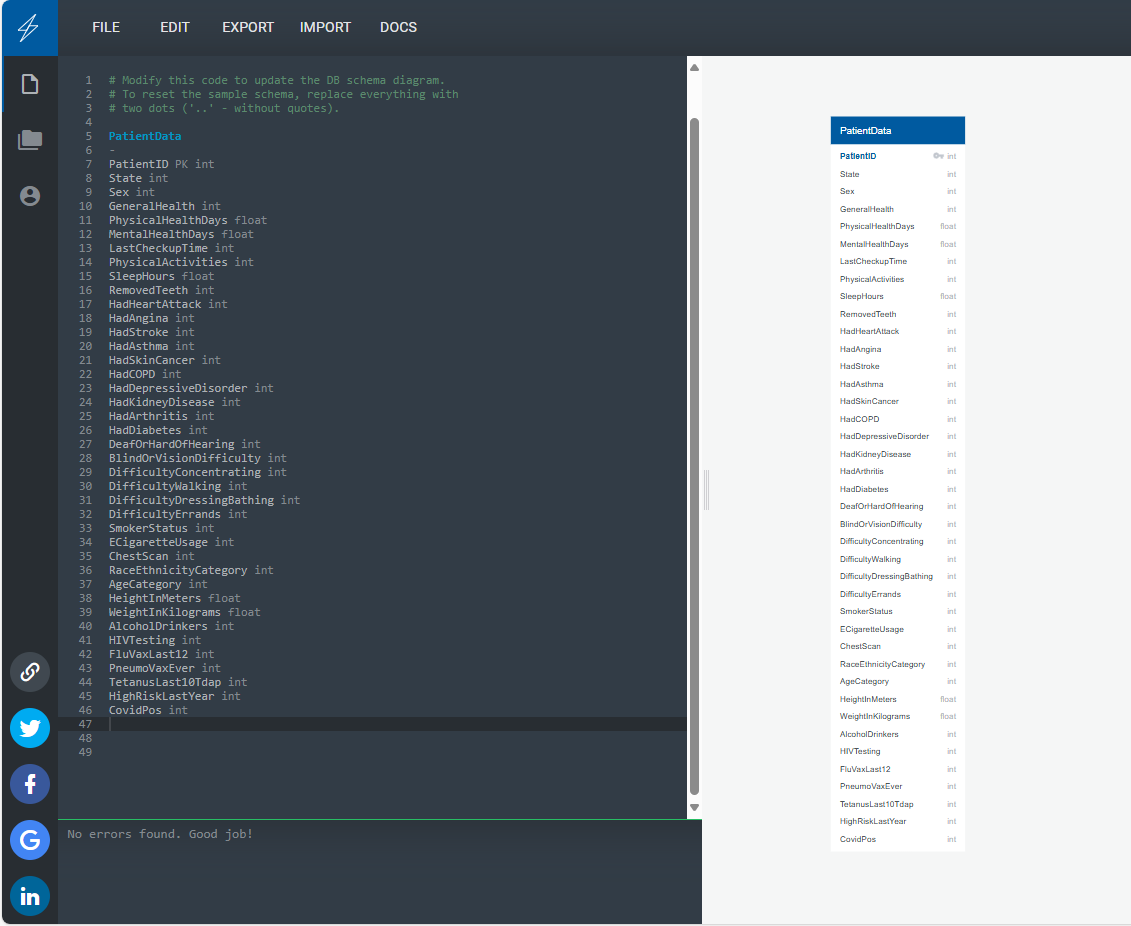 FILE EDIT EXPORT IMPORT DOCS
1 # Modify this code to update the DB schema diagram.
2 # To reset the sample schema, replace everything with
3 # two dots ('..' - without quotes).
4
5 PatientData
6 -
7 PatientID PK int
8 State int
9 Sex int
10 GeneralHealth int
11 PhysicalHealthDays float
12 MentalHealthDays float
13 LastCheckupTime int
14 PhysicalActivities int
15 SleepHours float
16 RemovedTeeth int
17 HadHeartAttack int
18 HadAngina int
19 HadStroke int
20 HadAsthma int
21 HadSkinCancer int
22 HadCOPD int
23 HadDepressiveDisorder int
24 HadKidneyDisease int
25 HadArthritis int
26 HadDiabetes int
27 DeafOrHardOfHearing int
28 BlindOrVisionDifficulty int
29 DifficultyConcentrating int
30 DifficultyWalking int
31 DifficultyDressingBathing int
32 DifficultyErrands int
33 SmokerStatus int
34 ECigaretteUsage int
35 ChestScan int
36 RaceEthnicityCategory int
37 AgeCategory int
38 HeightInMeters float
39 WeightInKilograms float
40 AlcoholDrinkers int
41 HIVTesting int
42 FluVaxLast12 int
43 PneumoVaxEver int
44 TetanusLast10Tdap int
45 HighRiskLastYear int
46 CovidPos int
47
48
49
No errors found. Good job!
PatientData
PatientID int
State int
Sex int
GeneralHealth int
PhysicalHealthDays float
MentalHealthDays float
LastCheckupTime int
PhysicalActivities int
SleepHours float
RemovedTeeth int
HadHeartAttack int
HadAngina int
HadStroke int
HadAsthma int
HadSkinCancer int
HadCOPD int
HadDepressiveDisorder int
HadKidneyDisease int
HadArthritis int
HadDiabetes int
DeafOrHardOfHearing int
BlindOrVisionDifficulty int
DifficultyConcentrating int
DifficultyWalking int
DifficultyDressingBathing int
DifficultyErrands int
SmokerStatus int
ECigaretteUsage int
ChestScan int
RaceEthnicityCategory int
AgeCategory int
HeightInMeters float
WeightInKilograms float
AlcoholDrinkers int
HIVTesting int
FluVaxLast12 int
PneumoVaxEver int
TetanusLast10Tdap int
HighRiskLastYear int
CovidPos int